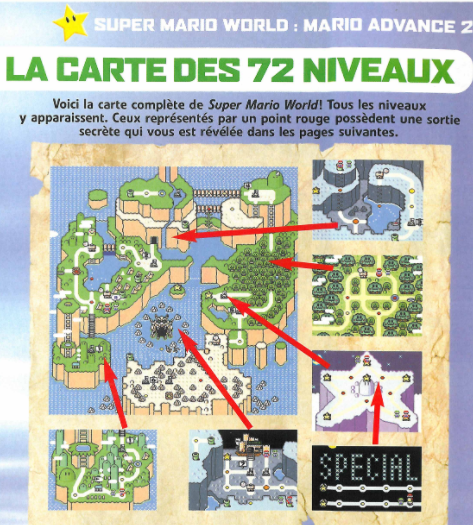 SUPER MARIO WORLD : MARIO ADVANCE 2
LA CARTE DES 72 NIVEAUX
Voici la carte complète de Super Mario World! Tous les niveaux
y apparaissent. Ceux représentés par un point rouge possèdent une sortie
secrète qui vous est révélée dans les pages suivantes.
SPECIAL